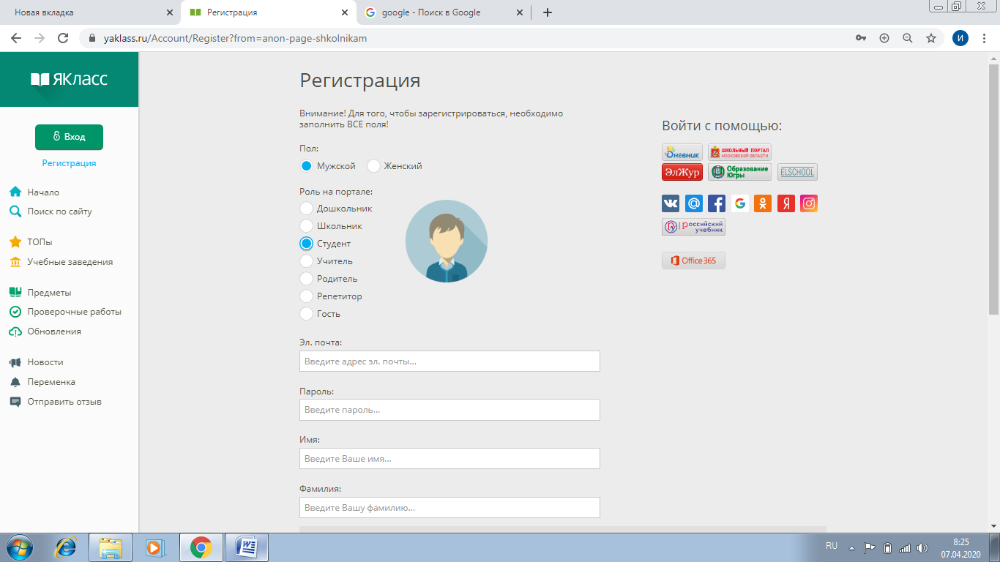 Новая вкладка
Регистрация
google - Поиск в Google
yaklass.ru/Account/Register?from=anon-page-shkolnikam
И
ЯКласс
Вход
Регистрация
Начало
Поиск по сайту
ТОПы
Учебные заведения
Предметы
Проверочные работы
Обновления
Новости
Переменка
Отправить отзыв
Регистрация
Внимание! Для того, чтобы зарегистрироваться, необходимо
заполнить ВСЕ поля!
Пол:
Мужской Женский
Роль на портале:
Дошкольник
Школьник
Студент
Учитель
Родитель
Репетитор
Гость
Эл. почта:
Введите адрес эл. почты...
Пароль:
Введите пароль...
Имя:
Введите Ваше имя...
Фамилия:
Введите Вашу фамилию...
Войти с помощью:
Дневник
ШКОЛЬНЫЙ ПОРТАЛ
МОСКОВСКОЙ ОБЛАСТИ
ЭлЖур
Образование
Югры
ELSCHOOL
российский
учебник
Office 365
RU
8:25
07.04.2020